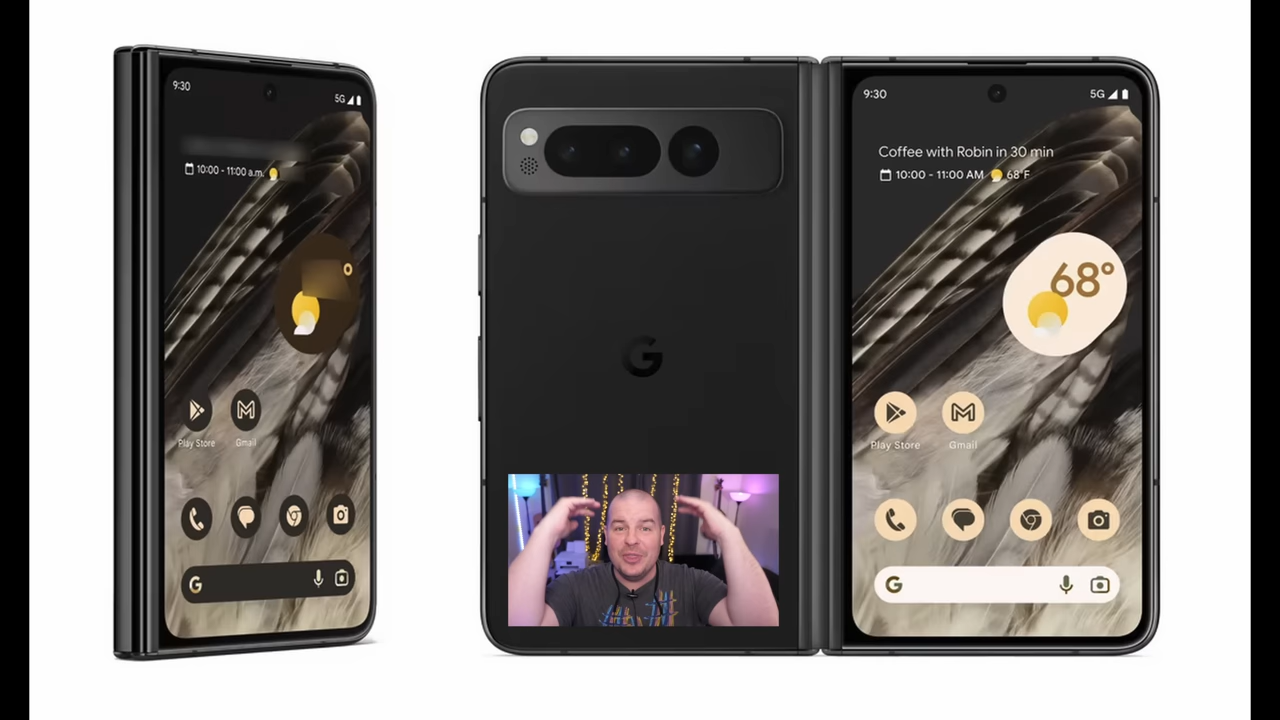 9:30
5G
10:00 - 11:00 a.m.
Play Store
Gmail
G
G
9:30
5G
Coffee with Robin in 30 min
10:00 - 11:00 AM 68 F
68°
Play Store
Gmail
G